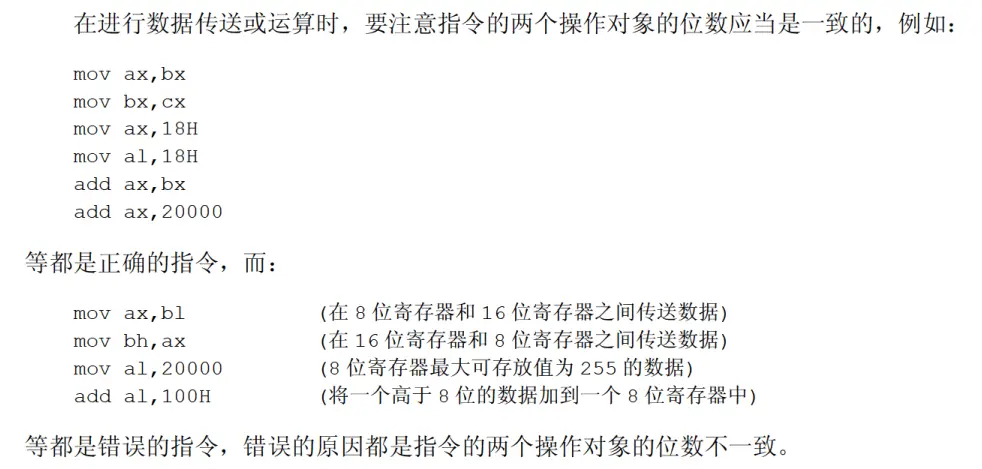 在进行数据传送或运算时，要注意指令的两个操作对象的位数应当是一致的，例如：
mov ax,bx
mov bx,cx
mov ax,18H
mov al,18H
add ax,bx
add ax,20000
等都是正确的指令，而：
mov ax,bl (在 8 位寄存器和 16 位寄存器之间传送数据)
mov bh,ax (在 16 位寄存器和 8 位寄存器之间传送数据)
mov al,20000 (8 位寄存器最大可存放值为 255 的数据)
add al,100H (将一个高于 8 位的数据加到一个 8 位寄存器中)
等都是错误的指令，错误的原因都是指令的两个操作对象的位数不一致。